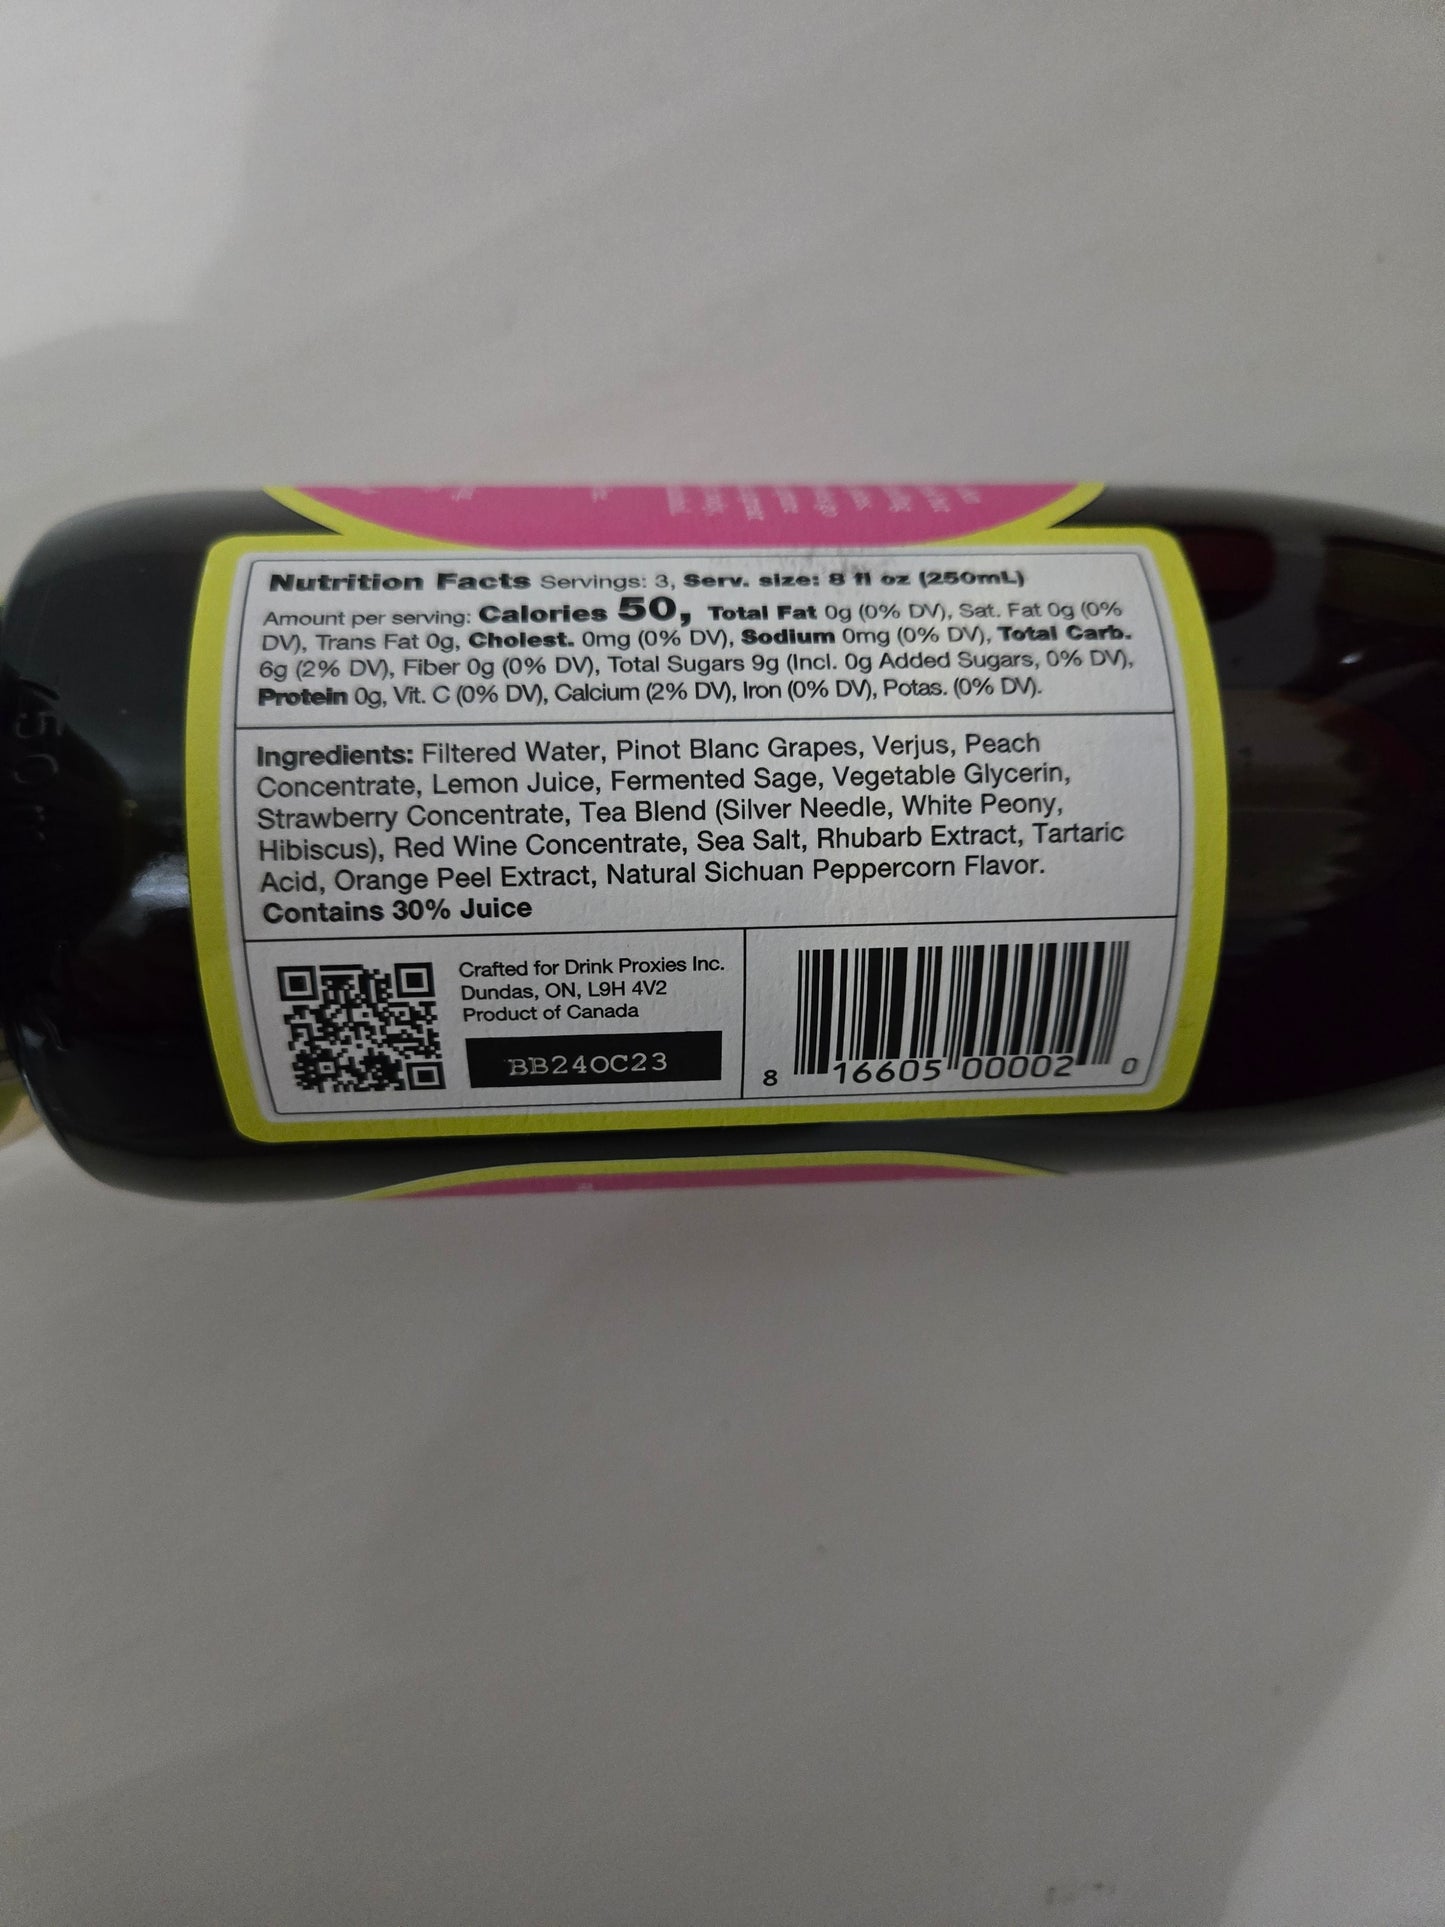 Nutrition Facts Servings: 3, Serv. size: 8 fl oz (250mL)
Amount per serving: Calories 50, Total Fat 0g (0% DV), Sat. Fat 0g (0%
DV), Trans Fat 0g, Cholest. 0mg (0% DV), Sodium 0mg (0% DV), Total Carb.
6g (2% DV), Fiber 0g (0% DV), Total Sugars 9g (Incl. 0g Added Sugars, 0% DV),
Protein 0g, Vit. C (0% DV), Calcium (2% DV), Iron (0% DV), Potas. (0% DV).
Ingredients: Filtered Water, Pinot Blanc Grapes, Verjus, Peach
Concentrate, Lemon Juice, Fermented Sage, Vegetable Glycerin,
Strawberry Concentrate, Tea Blend (Silver Needle, White Peony,
Hibiscus), Red Wine Concentrate, Sea Salt, Rhubarb Extract, Tartaric
Acid, Orange Peel Extract, Natural Sichuan Peppercorn Flavor.
Contains 30% Juice
Crafted for Drink Proxies Inc.
Dundas, ON, L9H 4V2
Product of Canada
BB24OC23
8 16605 00002 0